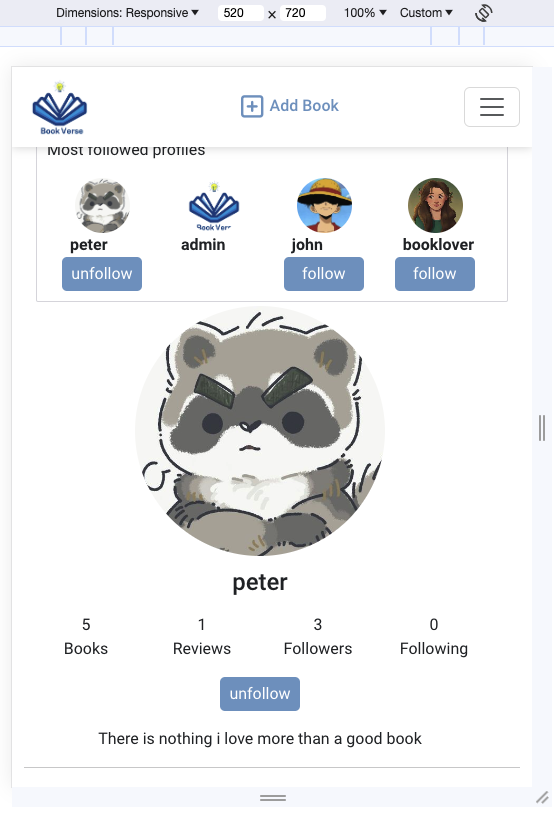 Dimensions: Responsive 520 x 720 100% Custom
Add Book
Book Verse
Most followed profiles
Book Verse
peter admin john booklover
unfollow follow follow
peter
5 1 3 0
Books Reviews Followers Following
unfollow
There is nothing i love more than a good book